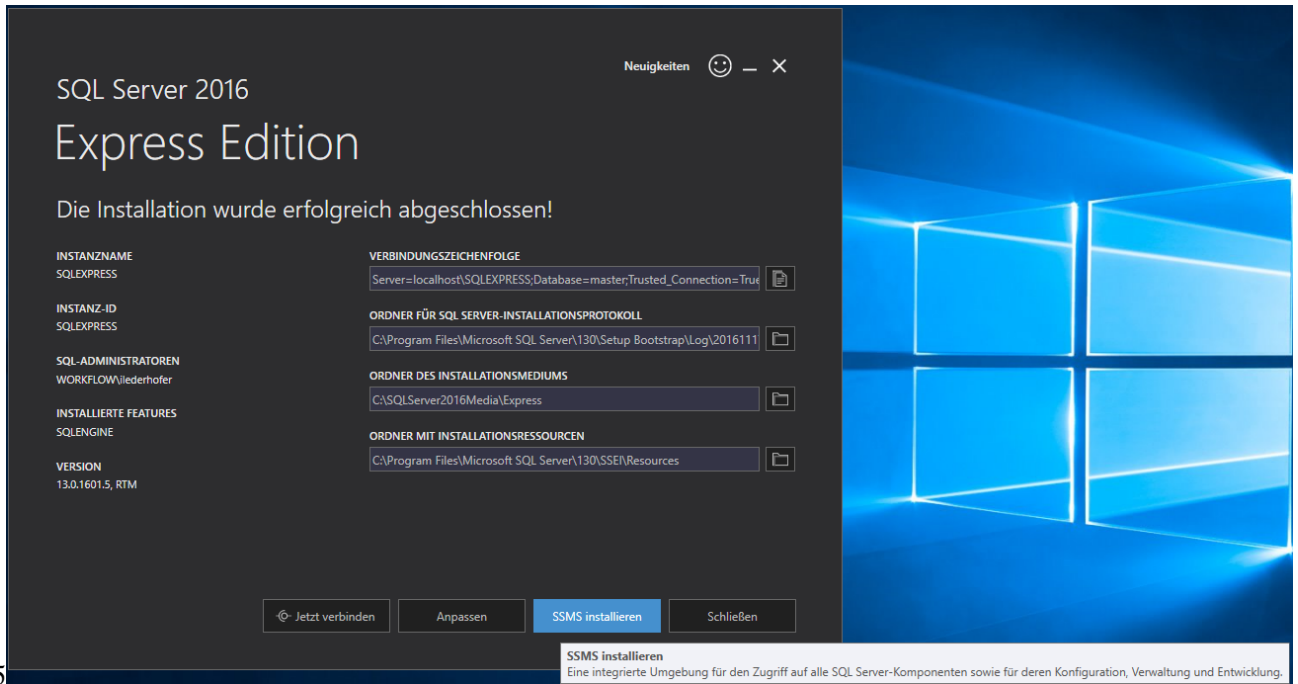 Neuigkeiten
SQL Server 2016
Express Edition
Die Installation wurde erfolgreich abgeschlossen!
INSTANZNAME
SQLEXPRESS
INSTANZ-ID
SQLEXPRESS
SQL-ADMINISTRATOREN
WORKFLOW\ilederhofer
INSTALLIERTE FEATURES
SQLENGINE
VERSION
13.0.1601.5, RTM
VERBINDUNGSZEICHENFOLGE
Server=localhost\SQLEXPRESS;Database=master;Trusted_Connection=True
ORDNER FÜR SQL SERVER-INSTALLATIONSPROTOKOLL
C:\Program Files\Microsoft SQL Server\130\Setup Bootstrap\Log\2016111
ORDNER DES INSTALLATIONSMEDIUMS
C:\SQLServer2016Media\Express
ORDNER MIT INSTALLATIONSRESSOURCEN
C:\Program Files\Microsoft SQL Server\130\SSEI\Resources
Jetzt verbinden
Anpassen
SSMS installieren
Schließen
SSMS installieren
Eine integrierte Umgebung für den Zugriff auf alle SQL Server-Komponenten sowie für deren Konfiguration, Verwaltung und Entwicklung.